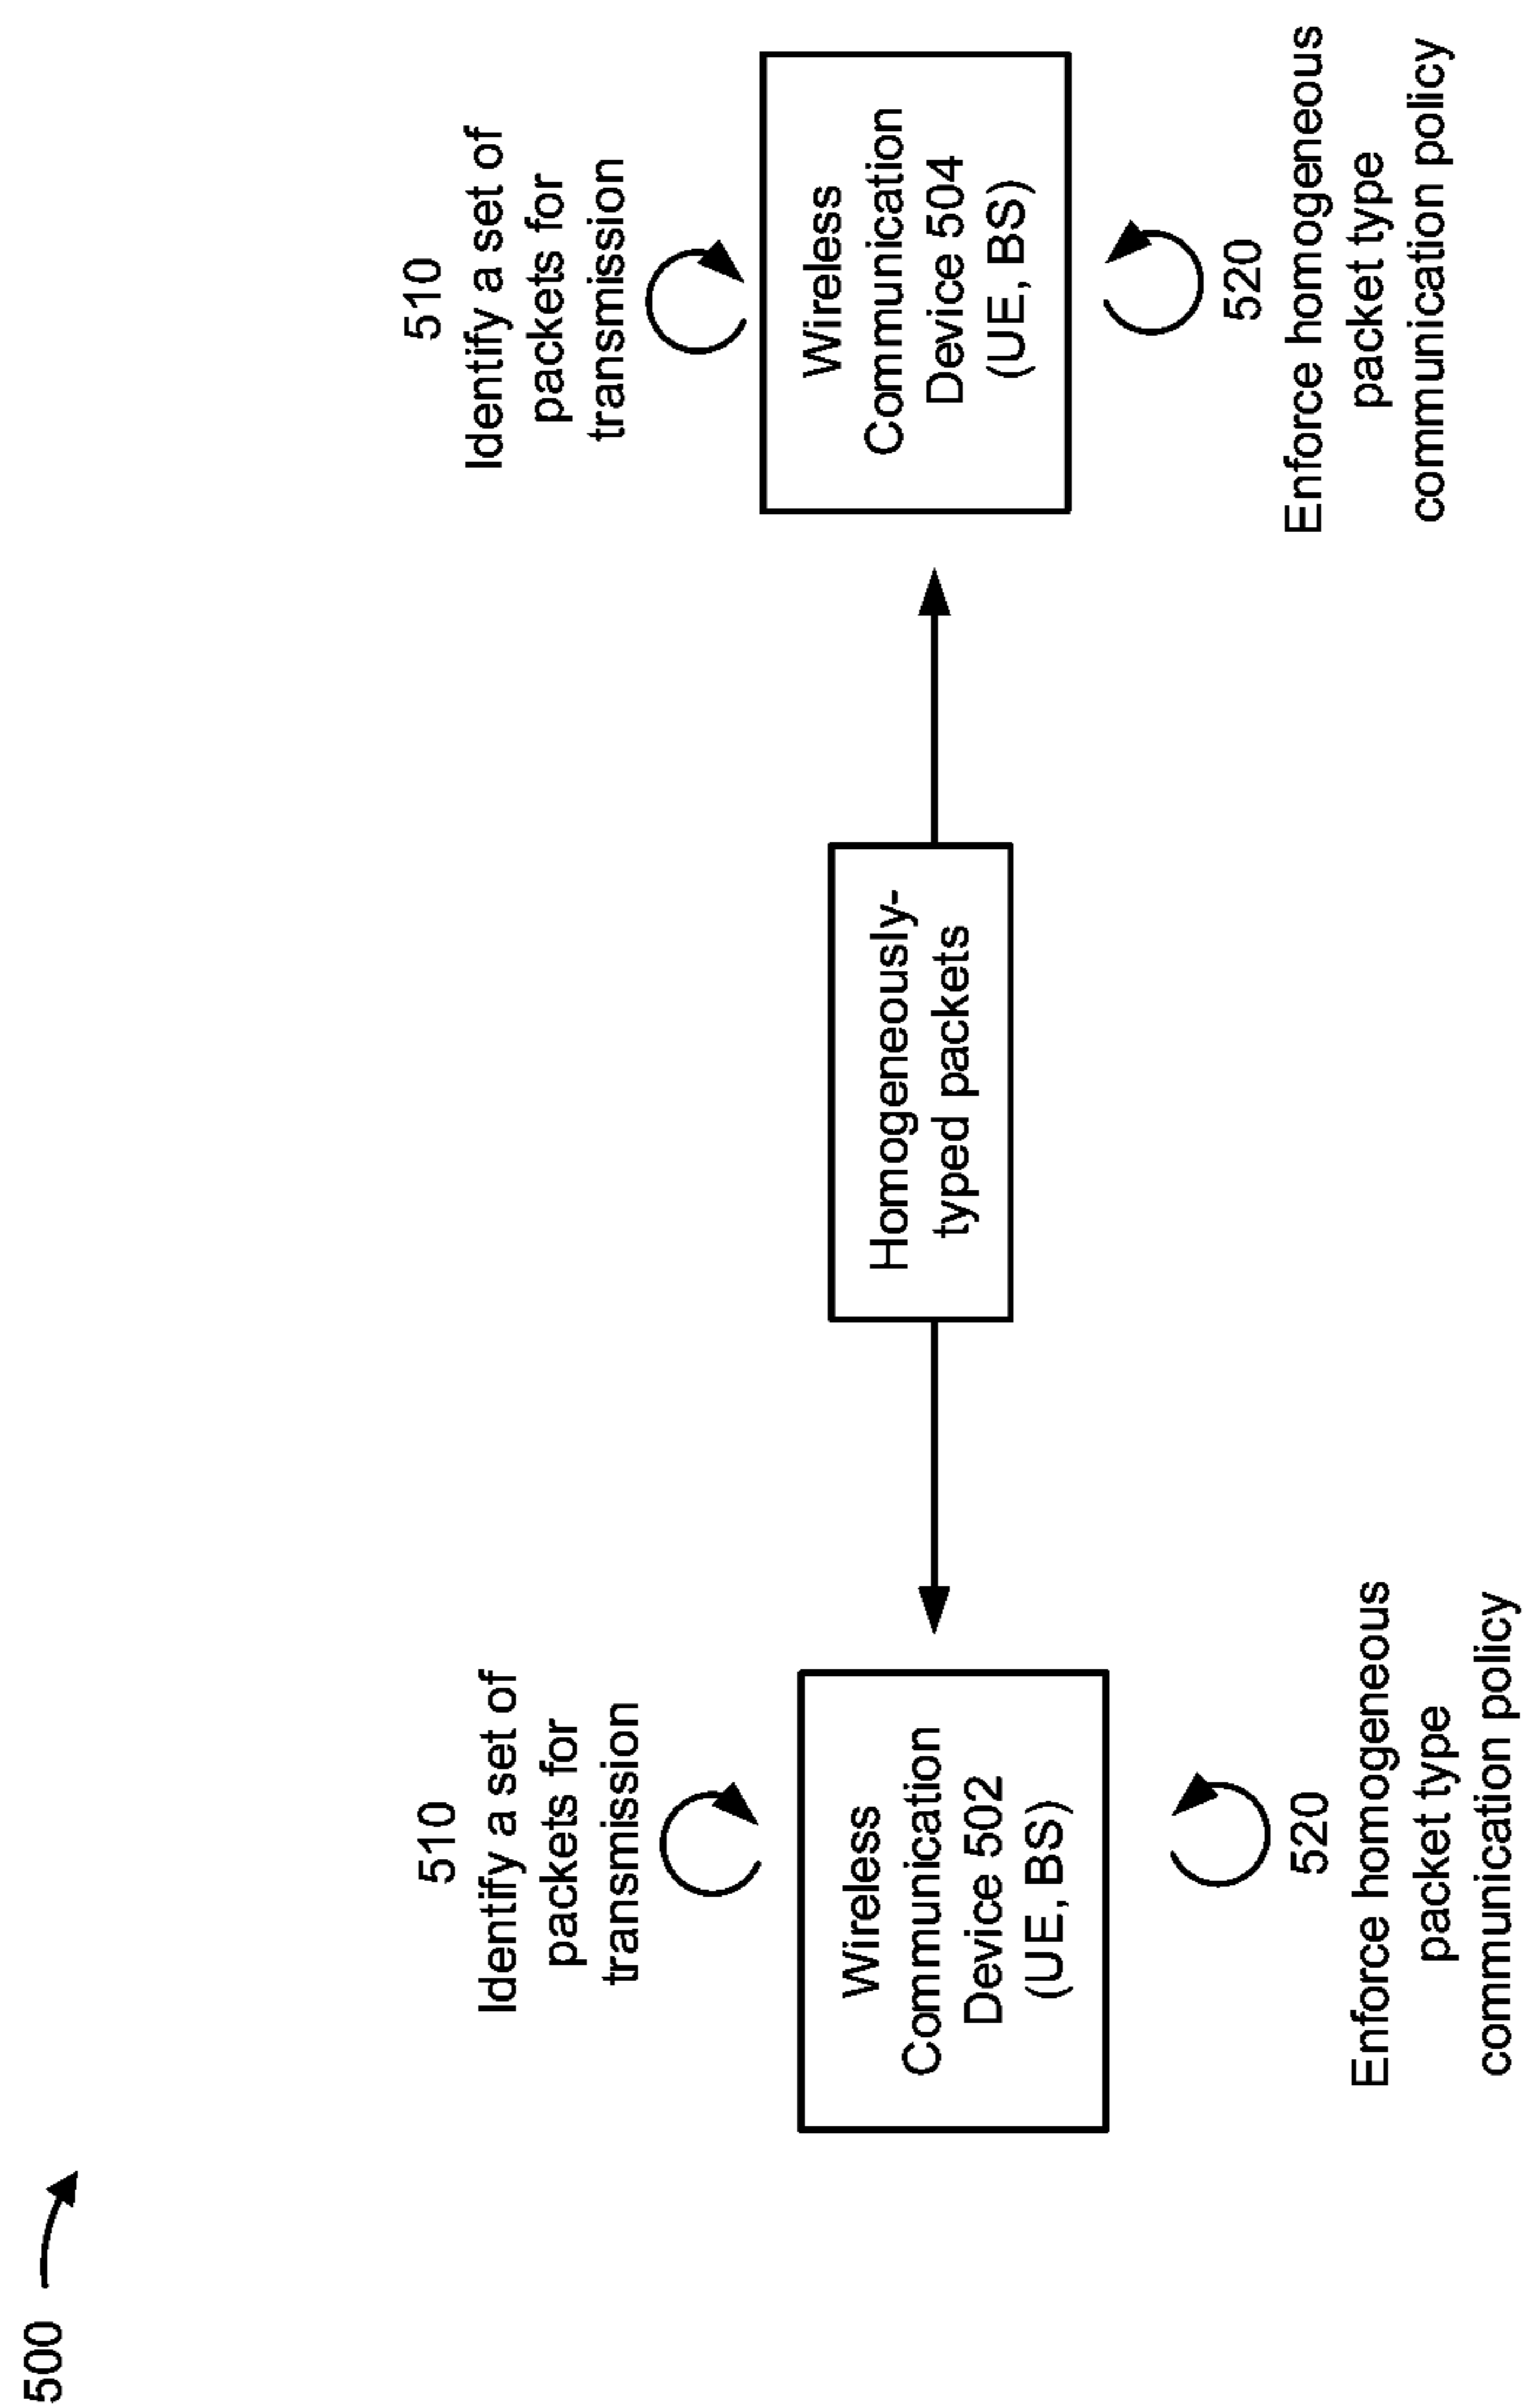 500
510
Identify a set of
packets for
transmission
Wireless
Communication
Device 502
(UE, BS)
520
Enforce homogeneous
packet type
communication policy
Homogeneously-
typed packets
510
Identify a set of
packets for
transmission
Wireless
Communication
Device 504
(UE, BS)
520
Enforce homogeneous
packet type
communication policy